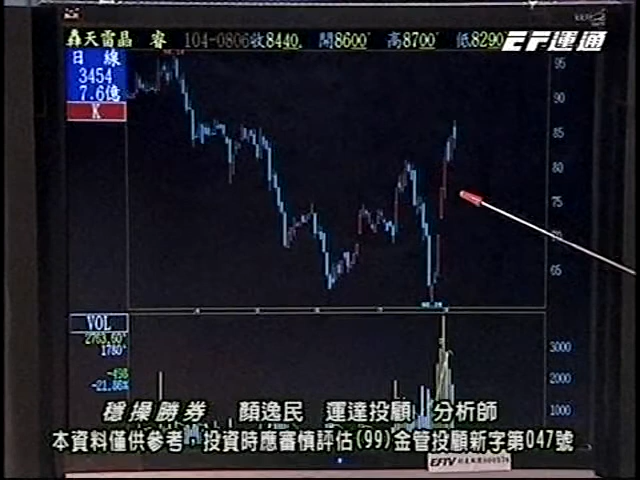 轟天雷晶 睿 104-0806收8440. 開8600' 高8700' 低8290
EF運通
日 線
3454
7.6億
K
95
90
85
80
75
70
65
VOL
2763.60'
1780'
-498
-21.86%
3000
2000
1000
穩操勝券 顏逸民 運達投顧 分析師
本資料僅供參考 投資時應審慎評估(99)金管投顧新字第047號
EFTV